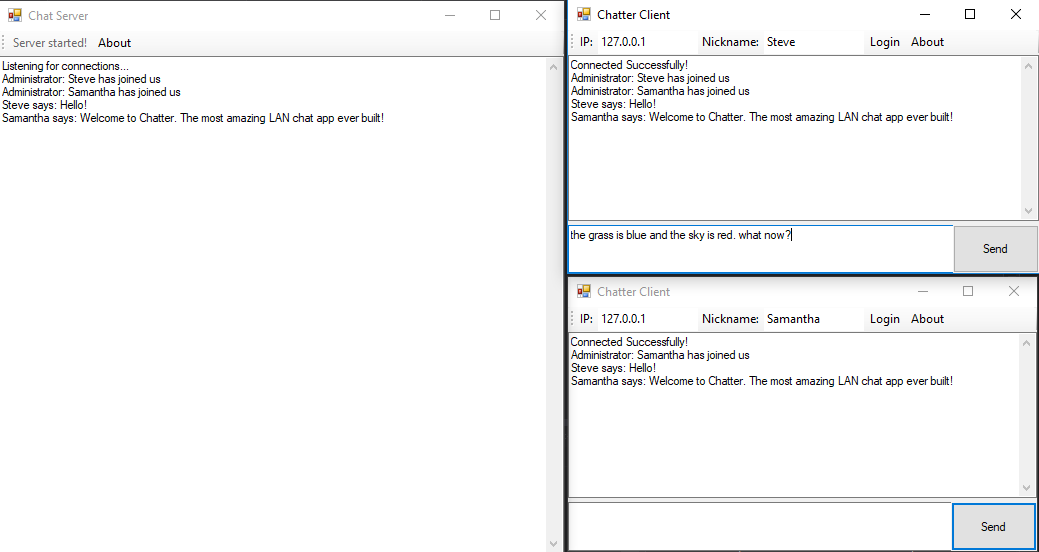 Chat Server
Server started! About
Listening for connections...
Administrator: Steve has joined us
Administrator: Samantha has joined us
Steve says: Hello!
Samantha says: Welcome to Chatter. The most amazing LAN chat app ever built!
Chatter Client
IP: 127.0.0.1 Nickname: Steve Login About
Connected Successfully!
Administrator: Steve has joined us
Administrator: Samantha has joined us
Steve says: Hello!
Samantha says: Welcome to Chatter. The most amazing LAN chat app ever built!
the grass is blue and the sky is red. what now?
Send
Chatter Client
IP: 127.0.0.1 Nickname: Samantha Login About
Connected Successfully!
Administrator: Samantha has joined us
Steve says: Hello!
Samantha says: Welcome to Chatter. The most amazing LAN chat app ever built!
Send